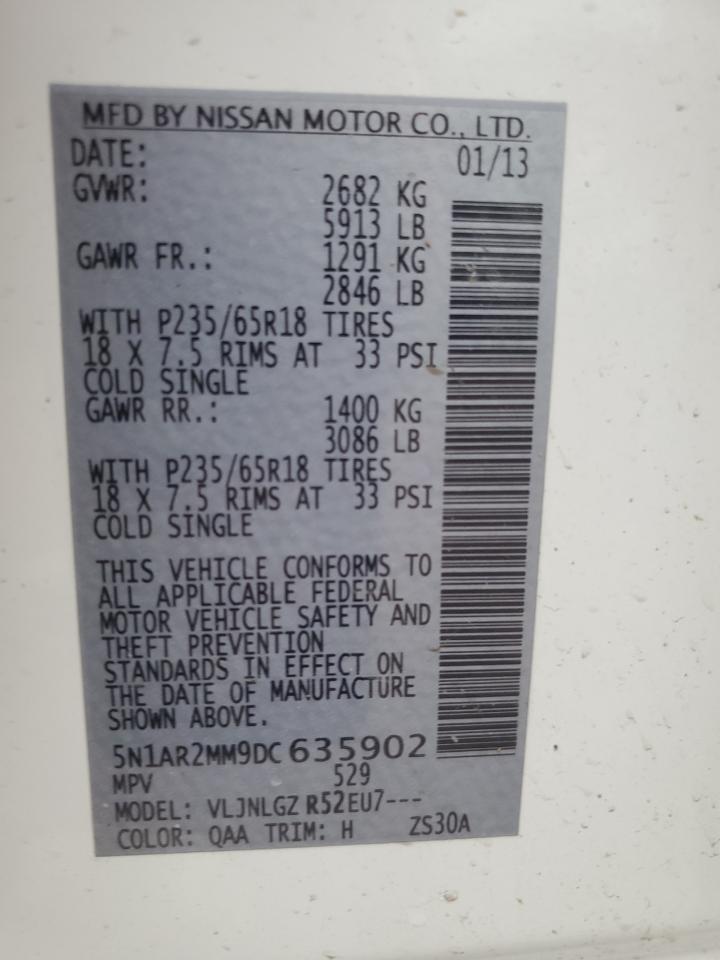 MFD BY NISSAN MOTOR CO., LTD.
DATE: 01/13
GVWR: 2682 KG
5913 LB
GAWR FR.: 1291 KG
2846 LB
WITH P235/65R18 TIRES
18 X 7.5 RIMS AT 33 PSI
COLD SINGLE
GAWR RR.: 1400 KG
3086 LB
WITH P235/65R18 TIRES
18 X 7.5 RIMS AT 33 PSI
COLD SINGLE
THIS VEHICLE CONFORMS TO
ALL APPLICABLE FEDERAL
MOTOR VEHICLE SAFETY AND
THEFT PREVENTION
STANDARDS IN EFFECT ON
THE DATE OF MANUFACTURE
SHOWN ABOVE.
5N1AR2MM9DC 635902
MPV 529
MODEL: VLJNLGZ R52EU7---
COLOR: QAA TRIM: H ZS30A